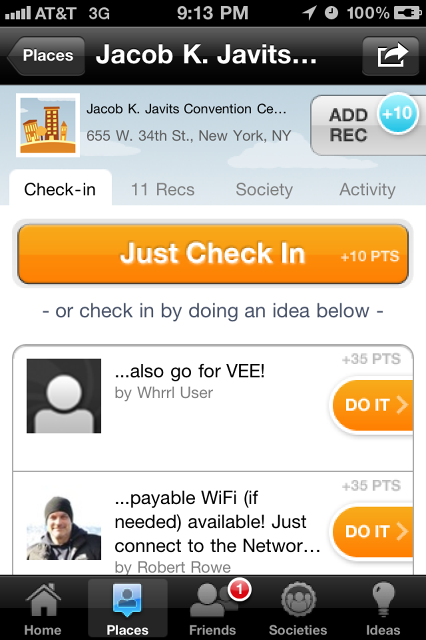 AT&T 3G 9:13 PM 100%
Places Jacob K. Javits...
Jacob K. Javits Convention Ce...
655 W. 34th St., New York, NY
ADD REC +10
Check-in 11 Recs Society Activity
Just Check In +10 PTS
- or check in by doing an idea below -
+35 PTS
...also go for VEE!
by Whrrl User
DO IT
+35 PTS
...payable WiFi (if
needed) available! Just
connect to the Networ...
by Robert Rowe
DO IT
1
Home Places Friends Societies Ideas